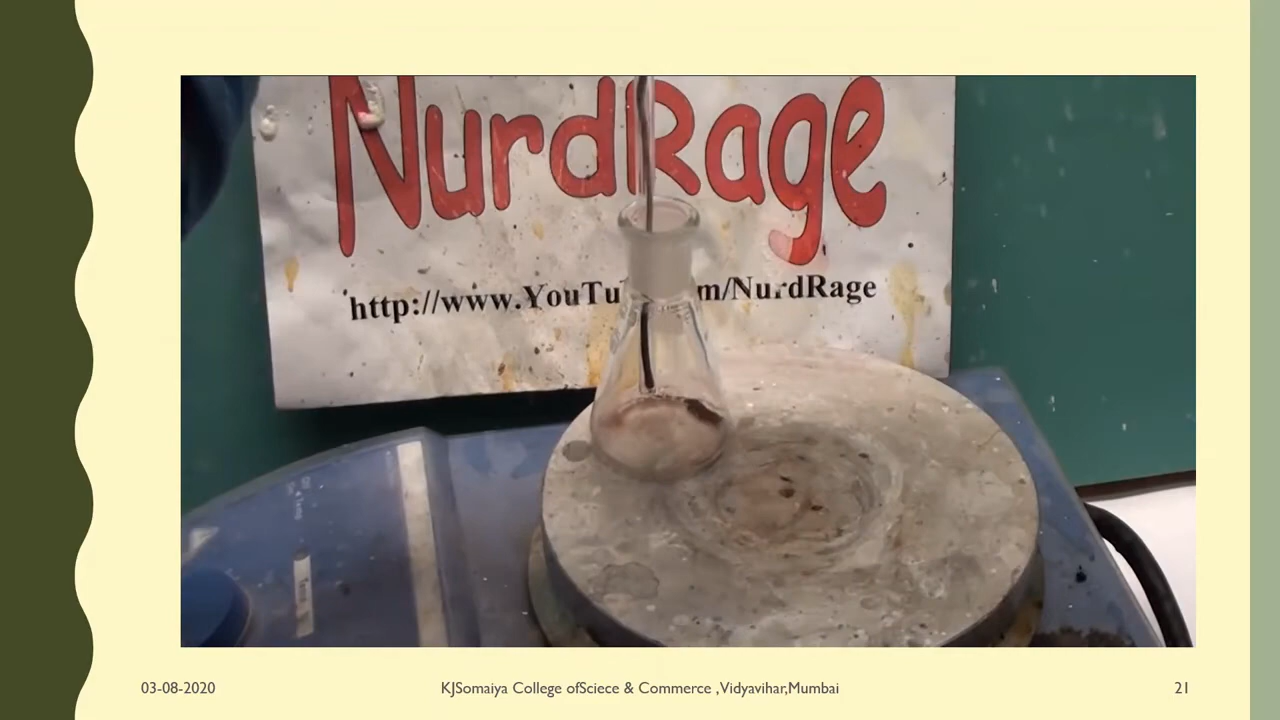 NurdRage
http://www.YouTu m/NurdRage
03-08-2020
KJSomaiya College ofSciece & Commerce ,Vidyavihar,Mumbai
21